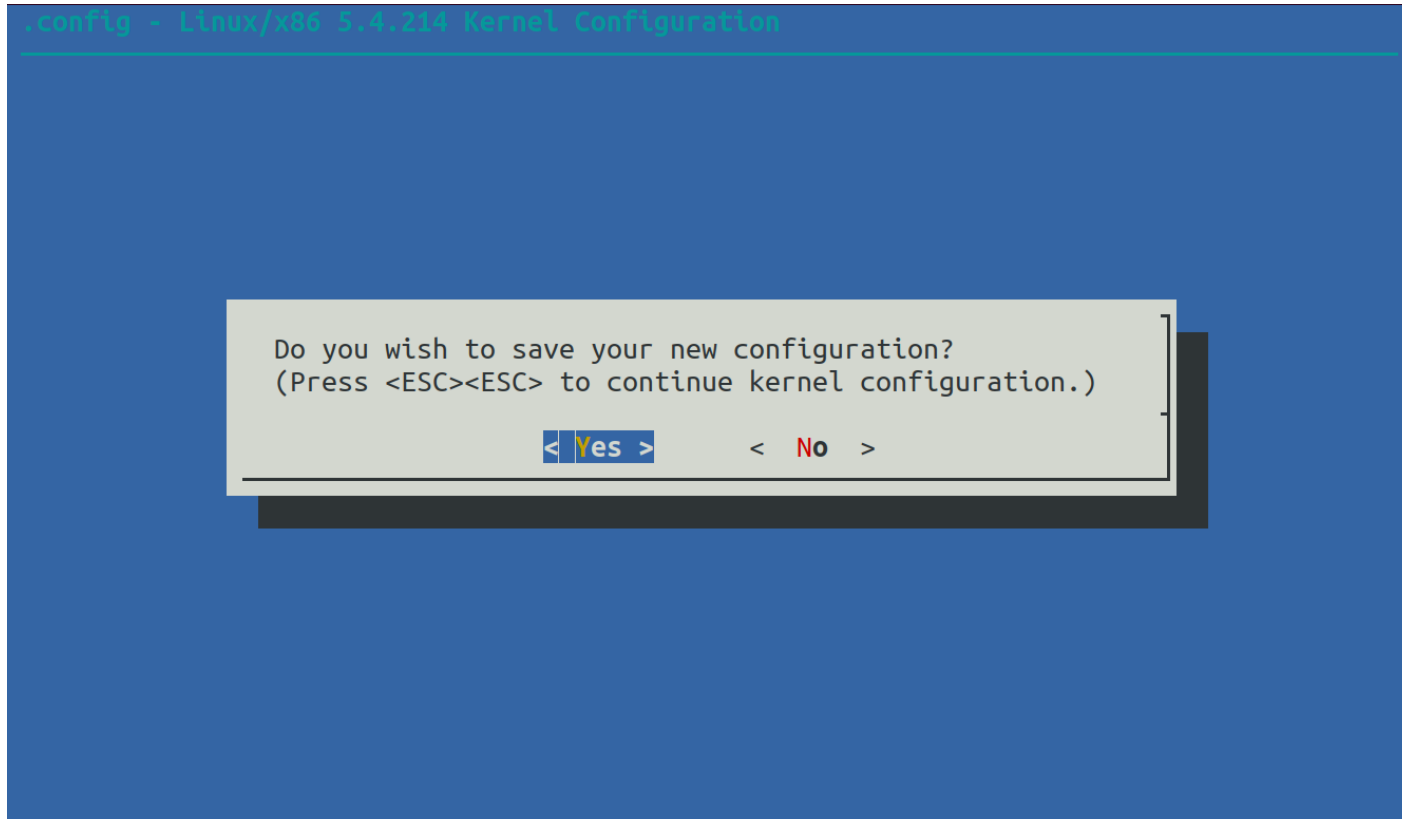 .config - Linux/x86 5.4.214 Kernel Configuration
Do you wish to save your new configuration?
(Press <ESC><ESC> to continue kernel configuration.)
< Yes >      <  No  >